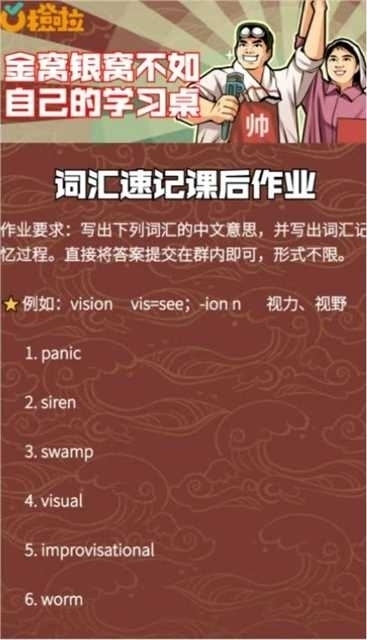 橙啦
金窝银窝不如
自己的学习桌
帅
词汇速记课后作业
作业要求：写出下列词汇的中文意思，并写出词汇记
忆过程。直接将答案提交在群内即可，形式不限。
例如：vision vis=see；-ion n 视力、视野
1. panic
2. siren
3. swamp
4. visual
5. improvisational
6. worm